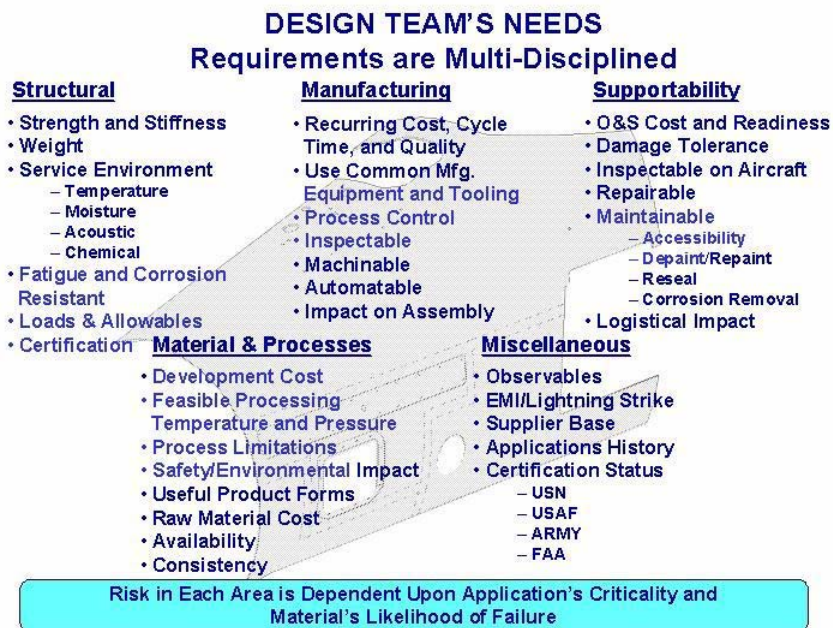 DESIGN TEAM'S NEEDS
Requirements are Multi-Disciplined
Structural
• Strength and Stiffness
• Weight
• Service Environment
– Temperature
– Moisture
– Acoustic
– Chemical
• Fatigue and Corrosion
Resistant
• Loads & Allowables
• Certification
Manufacturing
• Recurring Cost, Cycle
Time, and Quality
• Use Common Mfg.
Equipment and Tooling
• Process Control
• Inspectable
• Machinable
• Automatable
• Impact on Assembly
Supportability
• O&S Cost and Readiness
• Damage Tolerance
• Inspectable on Aircraft
• Repairable
• Maintainable
– Accessibility
– Depaint/Repaint
– Reseal
– Corrosion Removal
• Logistical Impact
Material & Processes
• Development Cost
• Feasible Processing
Temperature and Pressure
• Process Limitations
• Safety/Environmental Impact
• Useful Product Forms
• Raw Material Cost
• Availability
• Consistency
Miscellaneous
• Observables
• EMI/Lightning Strike
• Supplier Base
• Applications History
• Certification Status
– USN
– USAF
– ARMY
– FAA
Risk in Each Area is Dependent Upon Application's Criticality and
Material's Likelihood of Failure